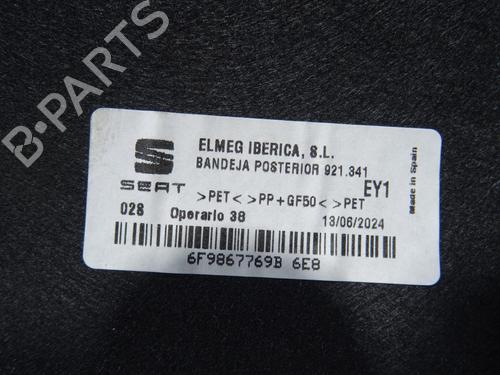 B-PARTS
ELMEG IBERICA, S.L.
BANDEJA POSTERIOR 921.341
SEAT
EY1
>PET< >PP+GF50< >PET
028 Operario 38 13/06/2024
6F9867769B 6E8
Made in Spain